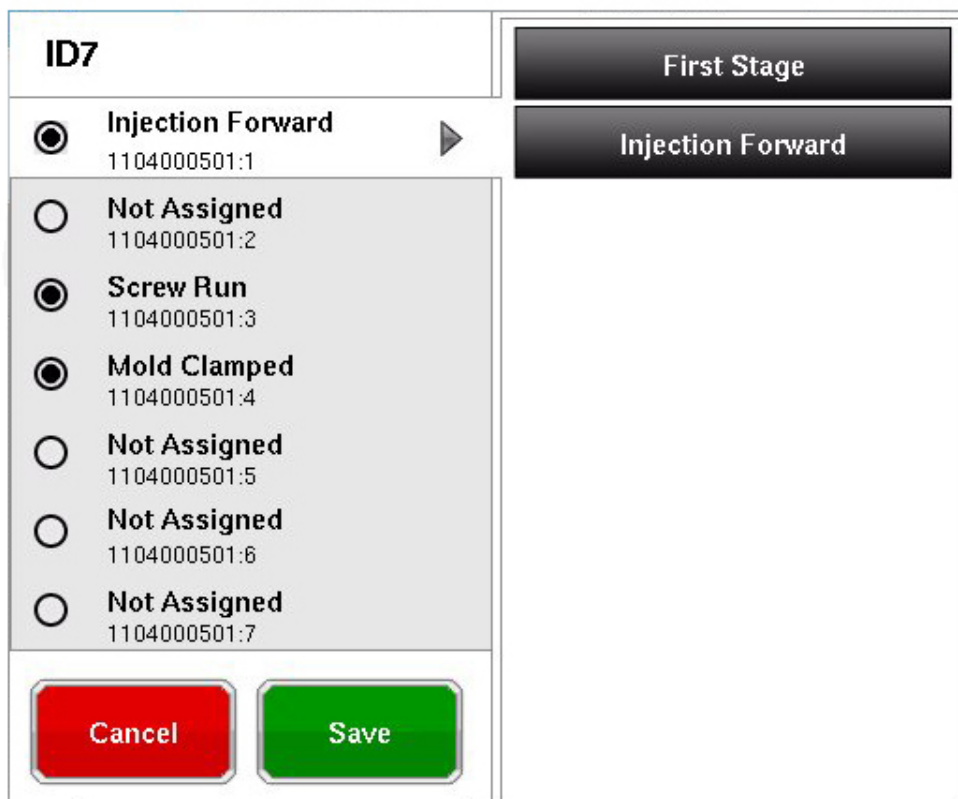 ID7
Injection Forward
1104000501:1
Not Assigned
1104000501:2
Screw Run
1104000501:3
Mold Clamped
1104000501:4
Not Assigned
1104000501:5
Not Assigned
1104000501:6
Not Assigned
1104000501:7
Cancel
Save
First Stage
Injection Forward